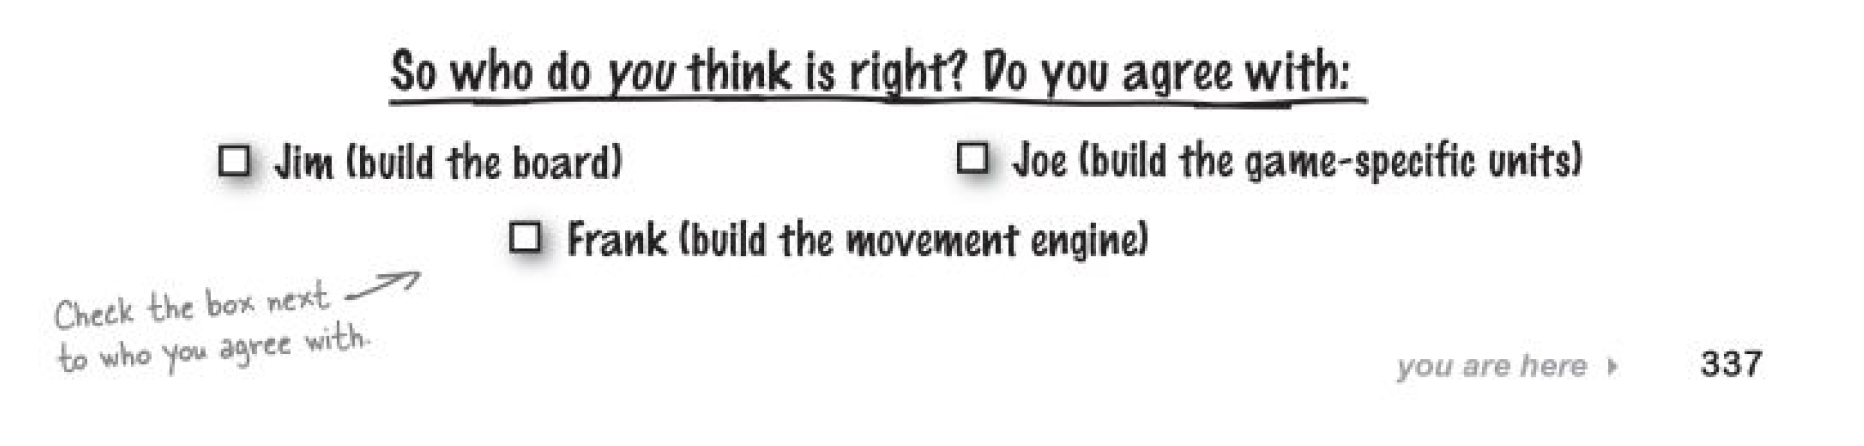 So who do you think is right? Do you agree with:
Jim (build the board)
Joe (build the game-specific units)
Frank (build the movement engine)
Check the box next
to who you agree with.
you are here ▸ 337